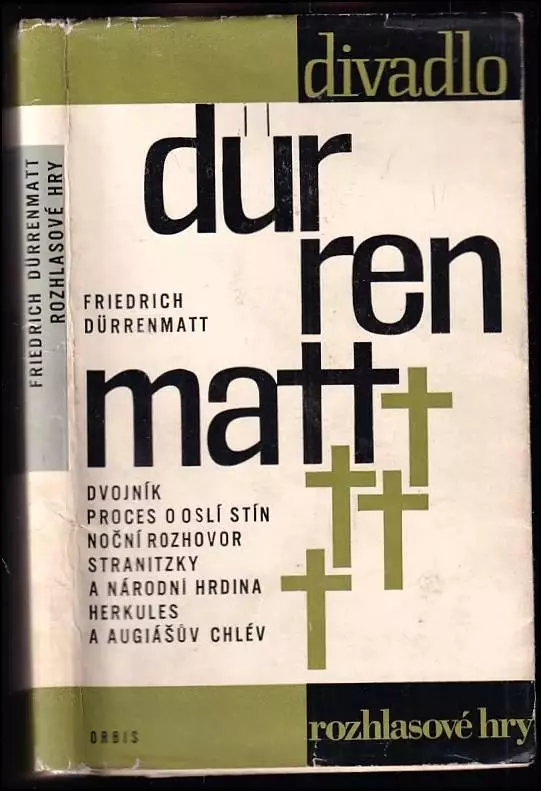 divadlo
dür
ren
matt
FRIEDRICH
DÜRRENMATT
DVOJNÍK
PROCES O OSLÍ STÍN
NOČNÍ ROZHOVOR
STRANITZKY
A NÁRODNÍ HRDINA
HERKULES
A AUGIÁŠŮV CHLÉV
ORBIS
rozhlasové hry
FRIEDRICH DÜRRENMATT
ROZHLASOVÉ HRY